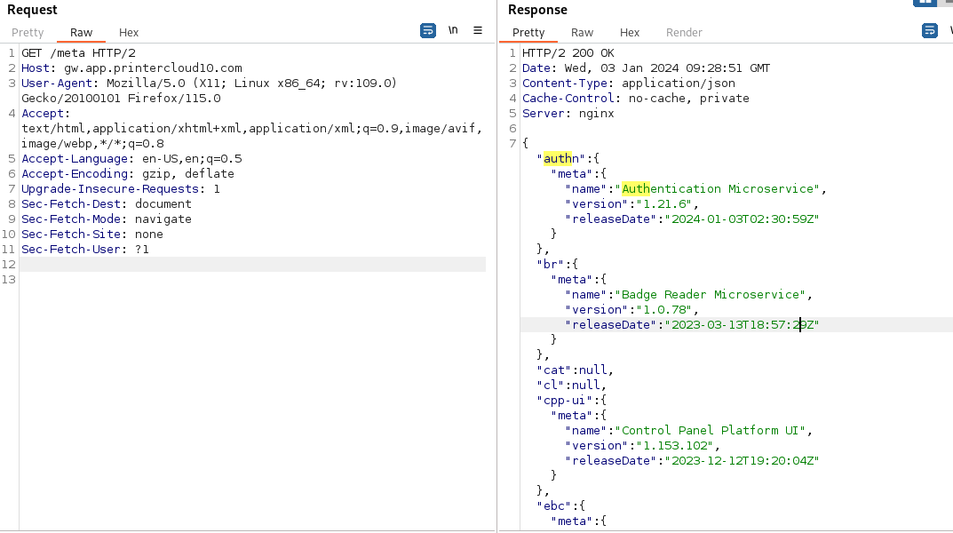 Request
Pretty Raw Hex \n
1 GET /meta HTTP/2
2 Host: gw.app.printercloud10.com
3 User-Agent: Mozilla/5.0 (X11; Linux x86_64; rv:109.0)
Gecko/20100101 Firefox/115.0
4 Accept:
text/html,application/xhtml+xml,application/xml;q=0.9,image/avif,
image/webp,*/*;q=0.8
5 Accept-Language: en-US,en;q=0.5
6 Accept-Encoding: gzip, deflate
7 Upgrade-Insecure-Requests: 1
8 Sec-Fetch-Dest: document
9 Sec-Fetch-Mode: navigate
10 Sec-Fetch-Site: none
11 Sec-Fetch-User: ?1
12
13
Response
Pretty Raw Hex Render
1 HTTP/2 200 OK
2 Date: Wed, 03 Jan 2024 09:28:51 GMT
3 Content-Type: application/json
4 Cache-Control: no-cache, private
5 Server: nginx
6
7 {
"authn":{
"meta":{
"name":"Authentication Microservice",
"version":"1.21.6",
"releaseDate":"2024-01-03T02:30:59Z"
}
},
"br":{
"meta":{
"name":"Badge Reader Microservice",
"version":"1.0.78",
"releaseDate":"2023-03-13T18:57:29Z"
}
},
"cat":null,
"cl":null,
"cpp-ui":{
"meta":{
"name":"Control Panel Platform UI",
"version":"1.153.102",
"releaseDate":"2023-12-12T19:20:04Z"
}
},
"ebc":{
"meta":{